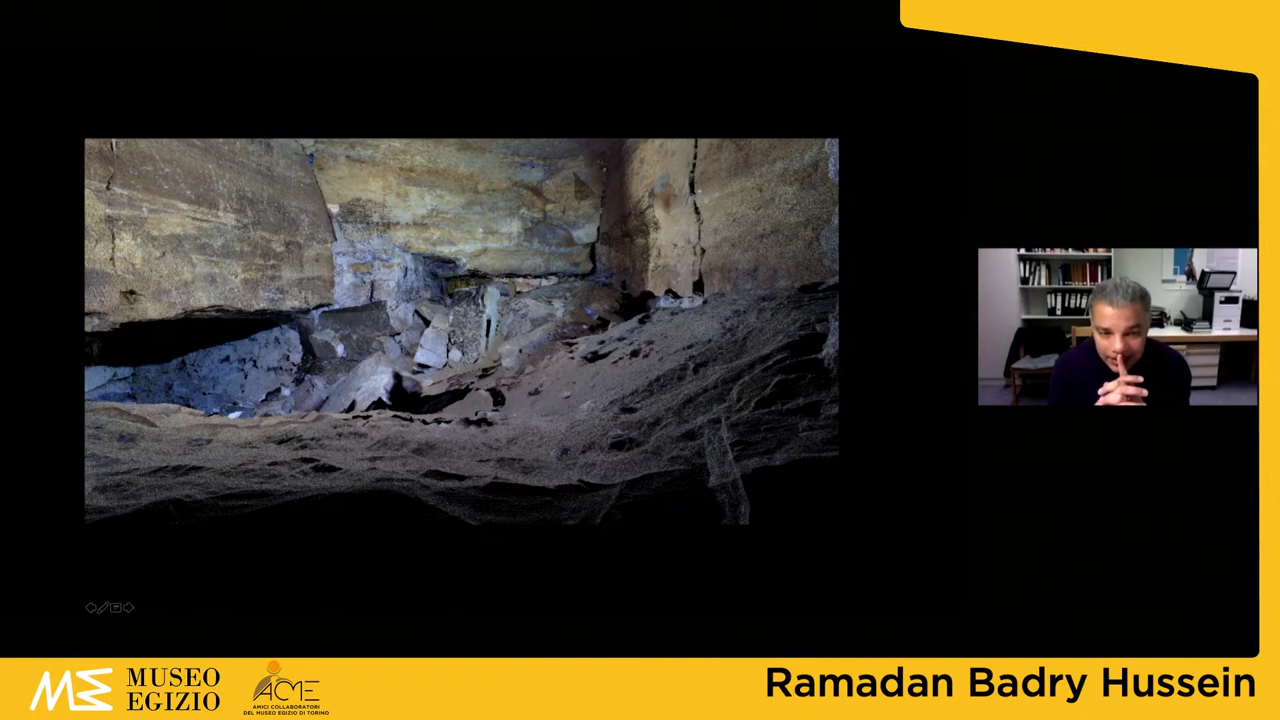 MUSEO
EGIZIO
ACME
AMICI COLLABORATORI
DEL MUSEO EGIZIO DI TORINO
Ramadan Badry Hussein